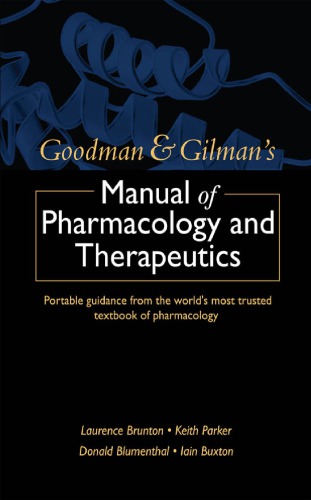 Goodman & Gilman's
Manual of
Pharmacology and
Therapeutics
Portable guidance from the world's most trusted
textbook of pharmacology
Laurence Brunton • Keith Parker
Donald Blumenthal • Iain Buxton